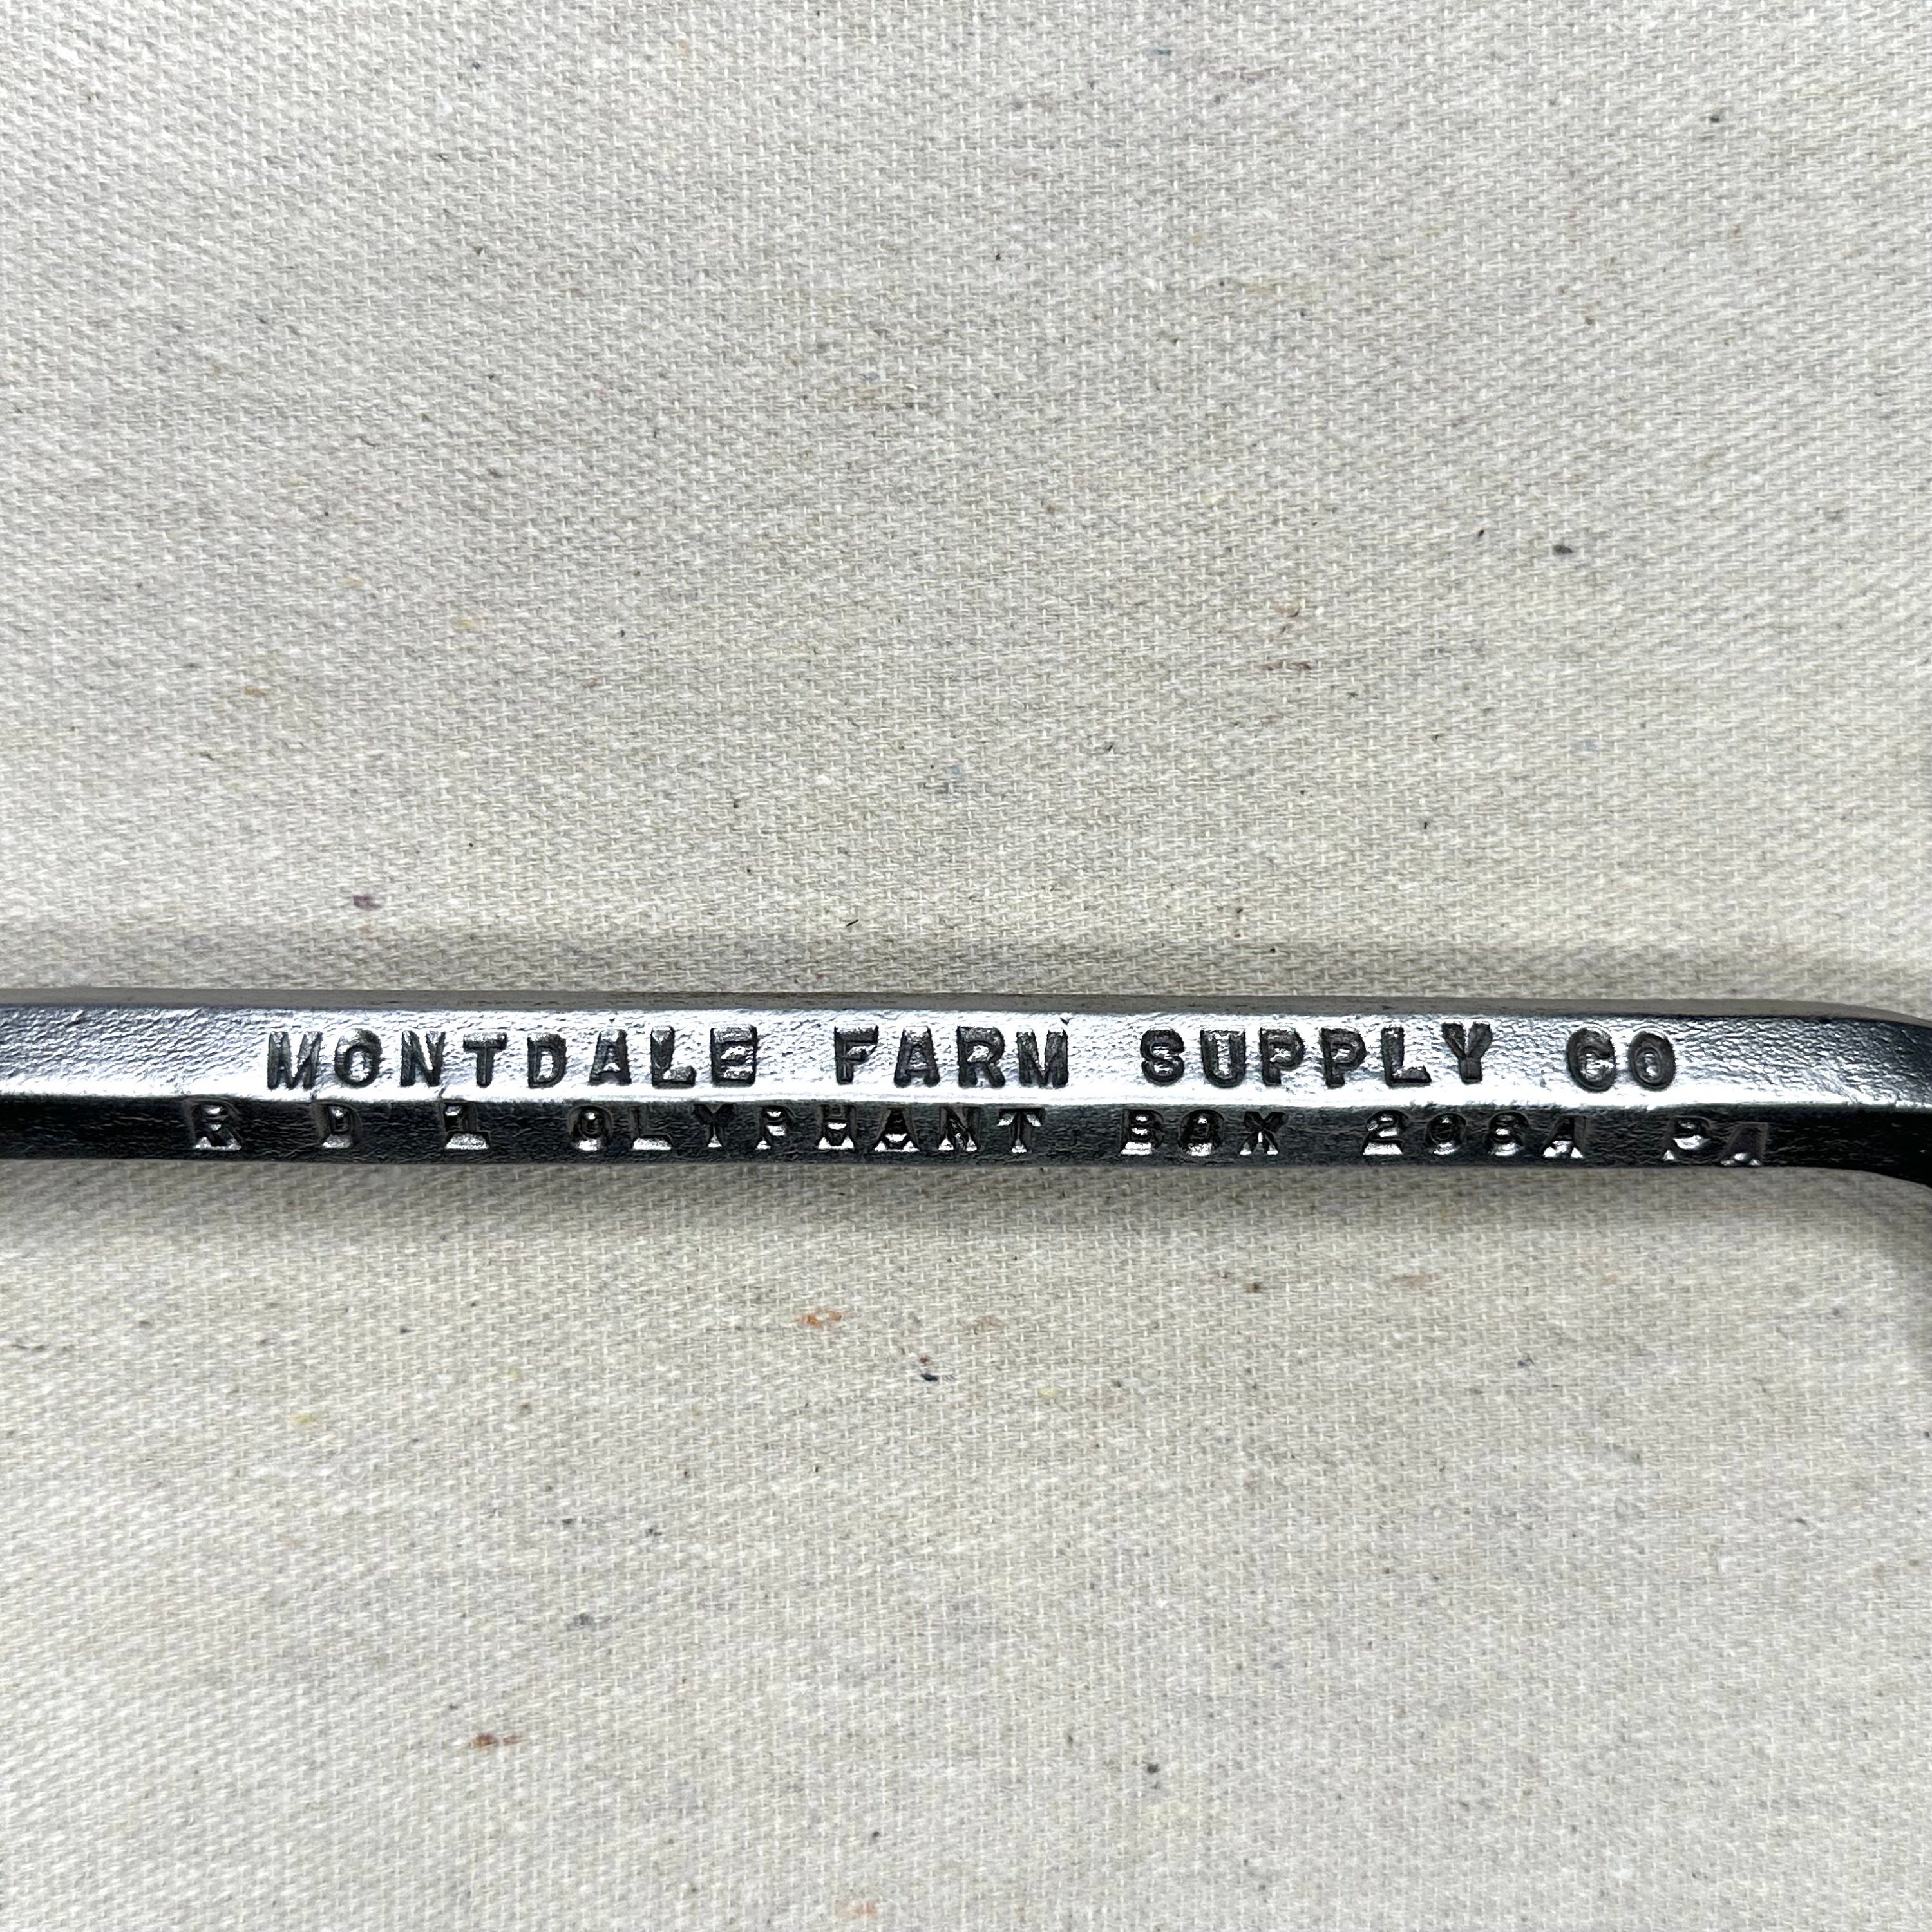 MONTDALE FARM SUPPLY CO
R D 1 OLYPHANT BOX 206A PA